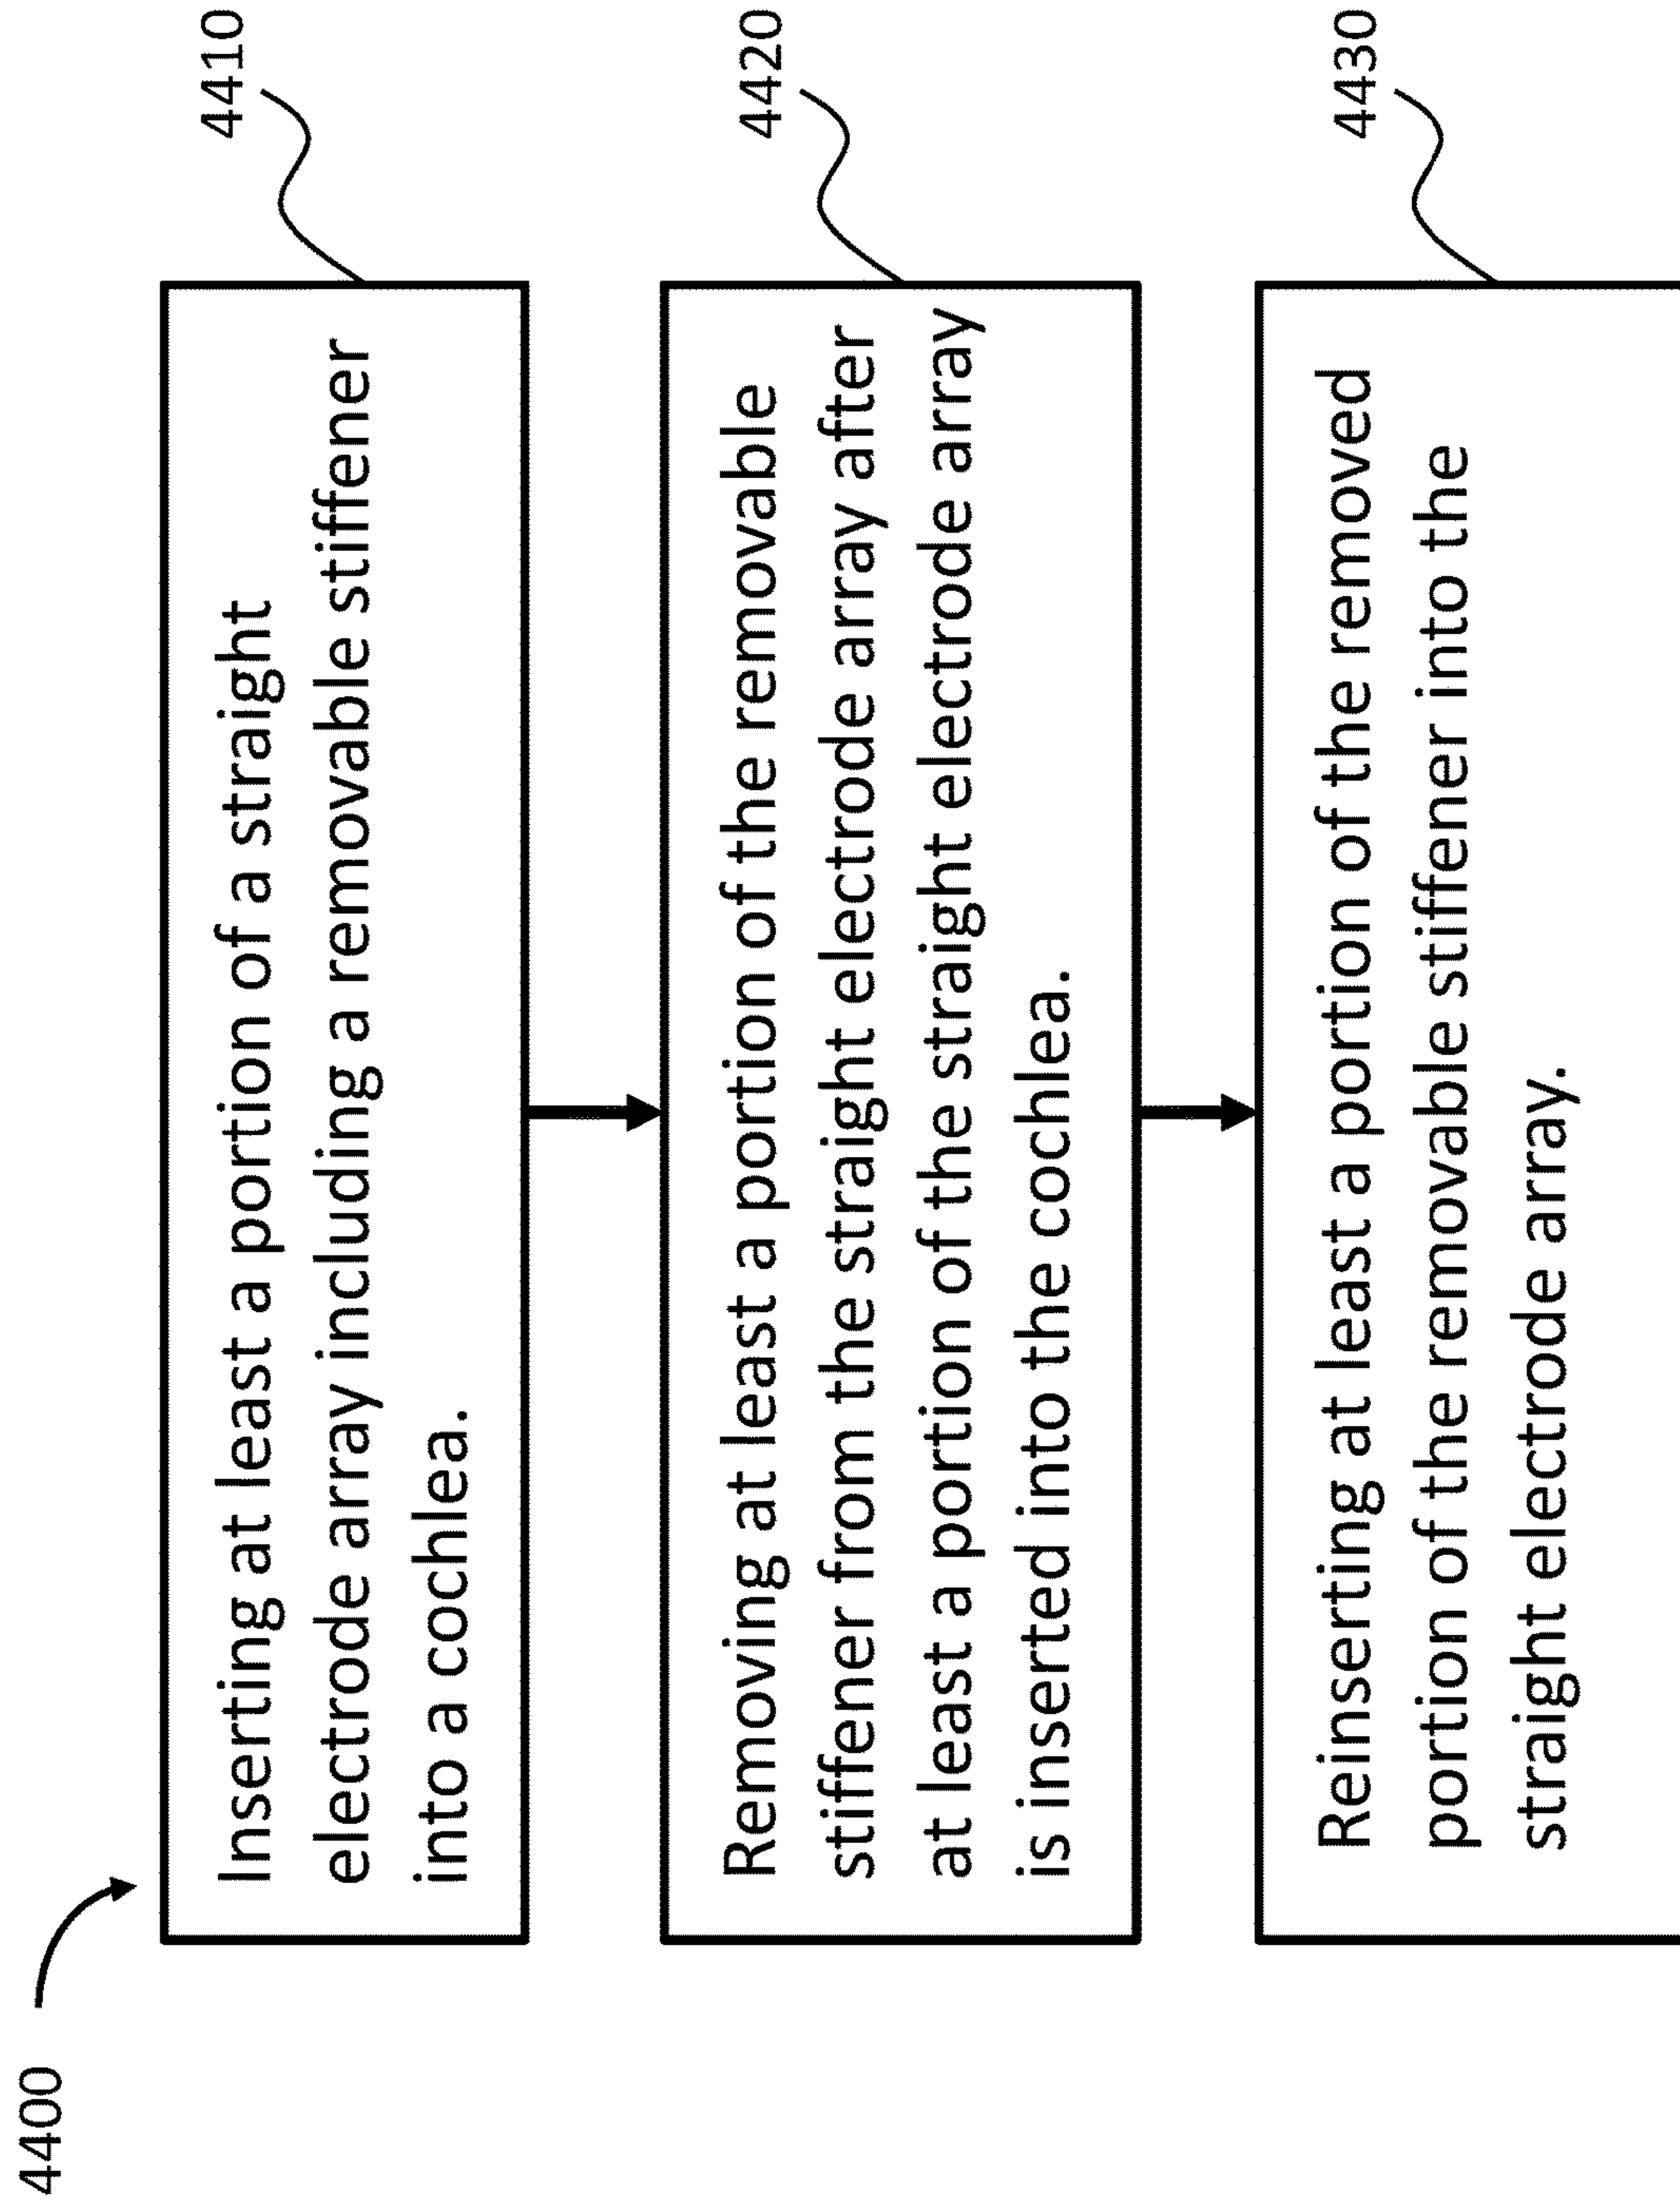 4400
4410
Inserting at least a portion of a straight
electrode array including a removable stiffener
into a cochlea.
4420
Removing at least a portion of the removable
stiffener from the straight electrode array after
at least a portion of the straight electrode array
is inserted into the cochlea.
4430
Reinserting at least a portion of the removed
portion of the removable stiffener into the
straight electrode array.